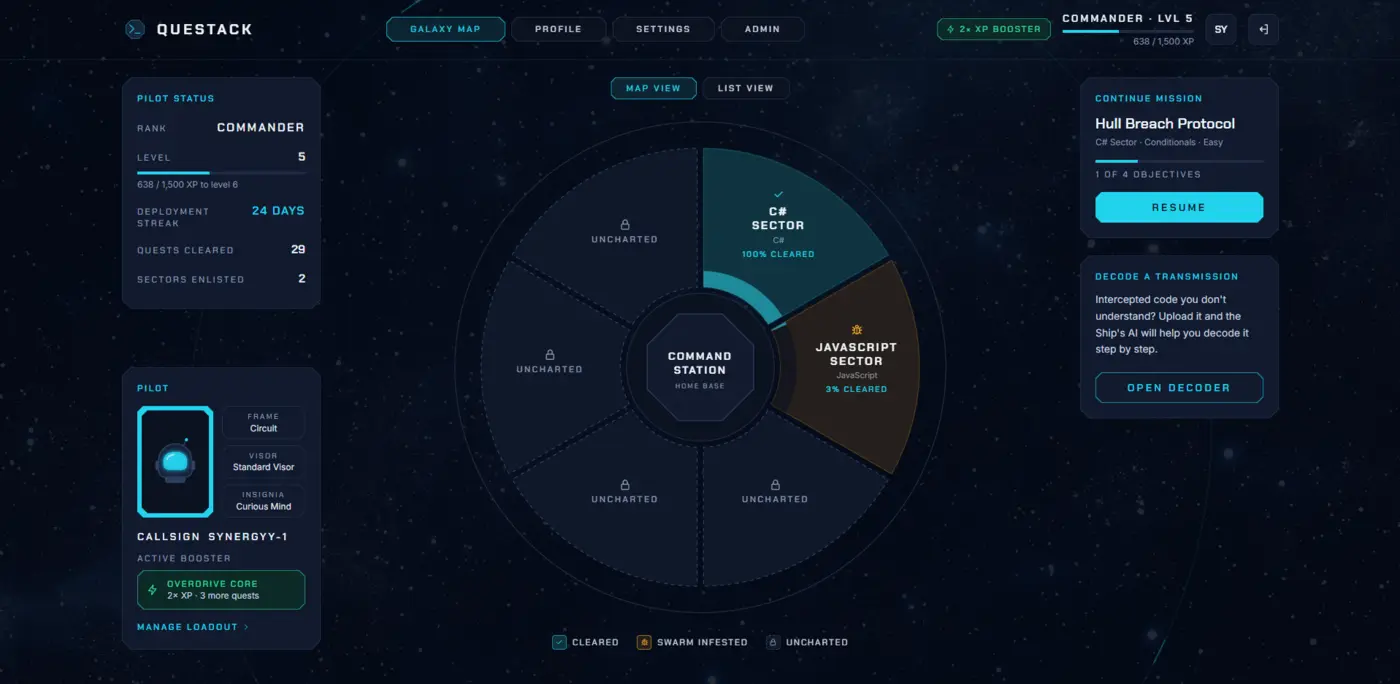 QUESTACK
GALAXY MAP
PROFILE
SETTINGS
ADMIN
2× XP BOOSTER
COMMANDER · LVL 5
638 / 1,500 XP
SY
PILOT STATUS
RANK COMMANDER
LEVEL 5
638 / 1,500 XP to level 6
DEPLOYMENT
STREAK
24 DAYS
QUESTS CLEARED 29
SECTORS ENLISTED 2
PILOT
FRAME
Circuit
VISOR
Standard Visor
INSIGNIA
Curious Mind
CALLSIGN SYNERGYY-1
ACTIVE BOOSTER
OVERDRIVE CORE
2× XP · 3 more quests
MANAGE LOADOUT >
MAP VIEW
LIST VIEW
UNCHARTED
C#
SECTOR
C#
100% CLEARED
UNCHARTED
COMMAND
STATION
HOME BASE
JAVASCRIPT
SECTOR
JavaScript
3% CLEARED
UNCHARTED
UNCHARTED
CLEARED
SWARM INFESTED
UNCHARTED
CONTINUE MISSION
Hull Breach Protocol
C# Sector · Conditionals · Easy
1 OF 4 OBJECTIVES
RESUME
DECODE A TRANSMISSION
Intercepted code you don't
understand? Upload it and the
Ship's AI will help you decode it
step by step.
OPEN DECODER